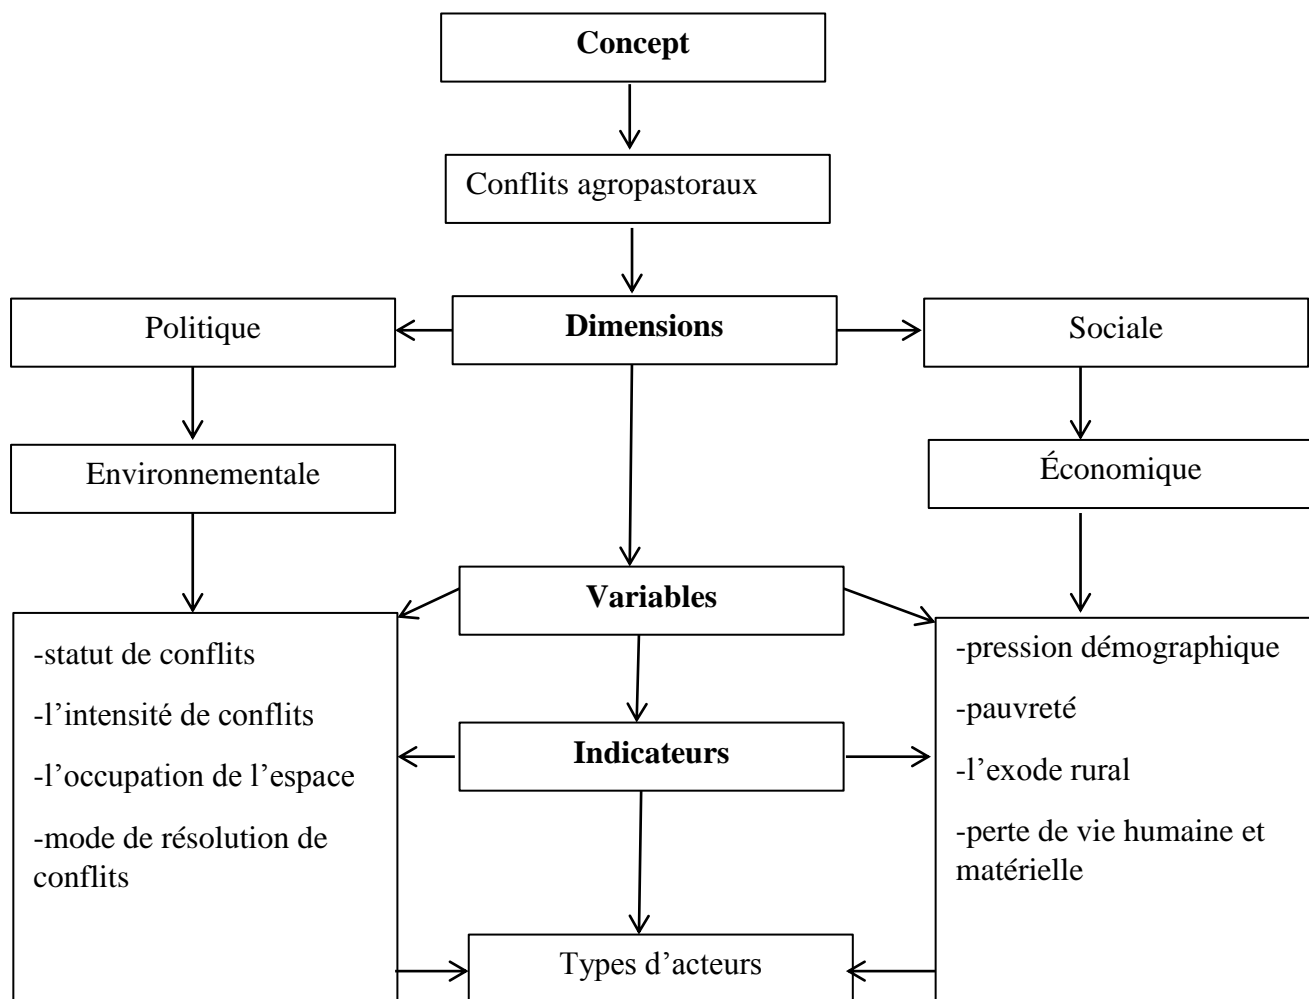 Concept
Conflits agropastoraux
Politique
Dimensions
Sociale
Environnementale
Économique
Variables
-statut de conflits
-l’intensité de conflits
-l’occupation de l’espace
-mode de résolution de
conflits
-pression démographique
-pauvreté
-l’exode rural
-perte de vie humaine et
matérielle
Indicateurs
Types d’acteurs